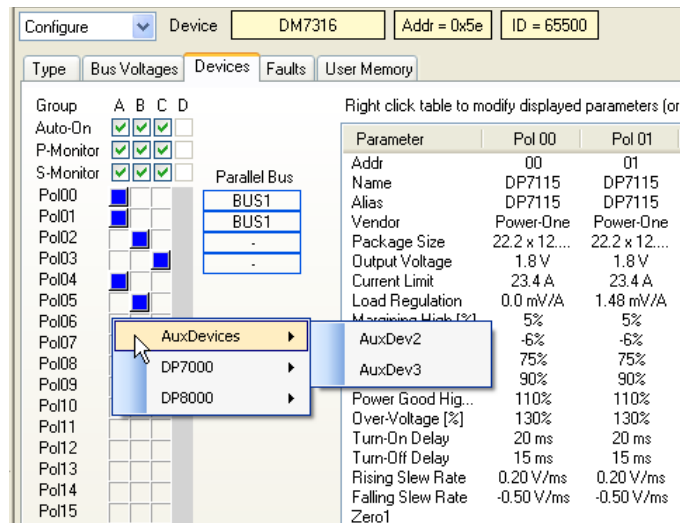 Configure Device DM7316 Addr = 0x5e ID = 65500
Type Bus Voltages Devices Faults User Memory
Group A B C D Right click table to modify displayed parameters (or
Auto-On
P-Monitor
S-Monitor
Parallel Bus
Pol00 BUS1
Pol01 BUS1
Pol02 -
Pol03 -
Pol04
Pol05
Pol06
Pol07
Pol08
Pol09
Pol10
Pol11
Pol12
Pol13
Pol14
Pol15
AuxDevices
DP7000
DP8000
AuxDev2
AuxDev3
Parameter Pol 00 Pol 01
Addr 00 01
Name DP7115 DP7115
Alias DP7115 DP7115
Vendor Power-One Power-One
Package Size 22.2 x 12.... 22.2 x 12....
Output Voltage 1.8 V 1.8 V
Current Limit 23.4 A 23.4 A
Load Regulation 0.0 mV/A 1.48 mV/A
Margining High [%] 5% 5%
-6% -6%
75% 75%
90% 90%
Power Good Hig... 110% 110%
Over-Voltage [%] 130% 130%
Turn-On Delay 20 ms 20 ms
Turn-Off Delay 15 ms 15 ms
Rising Slew Rate 0.20 V/ms 0.20 V/ms
Falling Slew Rate -0.50 V/ms -0.50 V/ms
Zero1